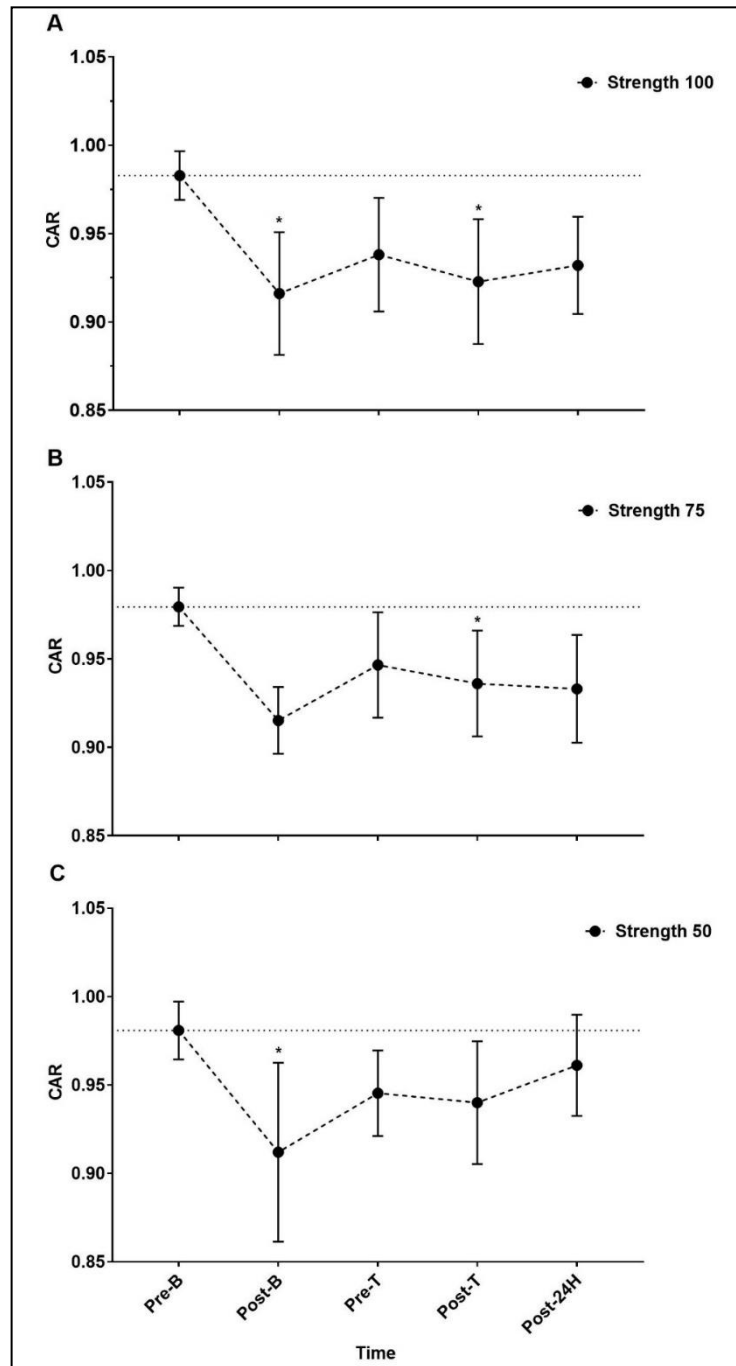 A
1.05
Strength 100
1.00
*
*
0.95
CAR
0.90
0.85
B
1.05
Strength 75
1.00
*
0.95
CAR
0.90
0.85
C
1.05
Strength 50
1.00
*
0.95
CAR
0.90
0.85
Pre-B
Post-B
Pre-T
Post-T
Post-24H
Time